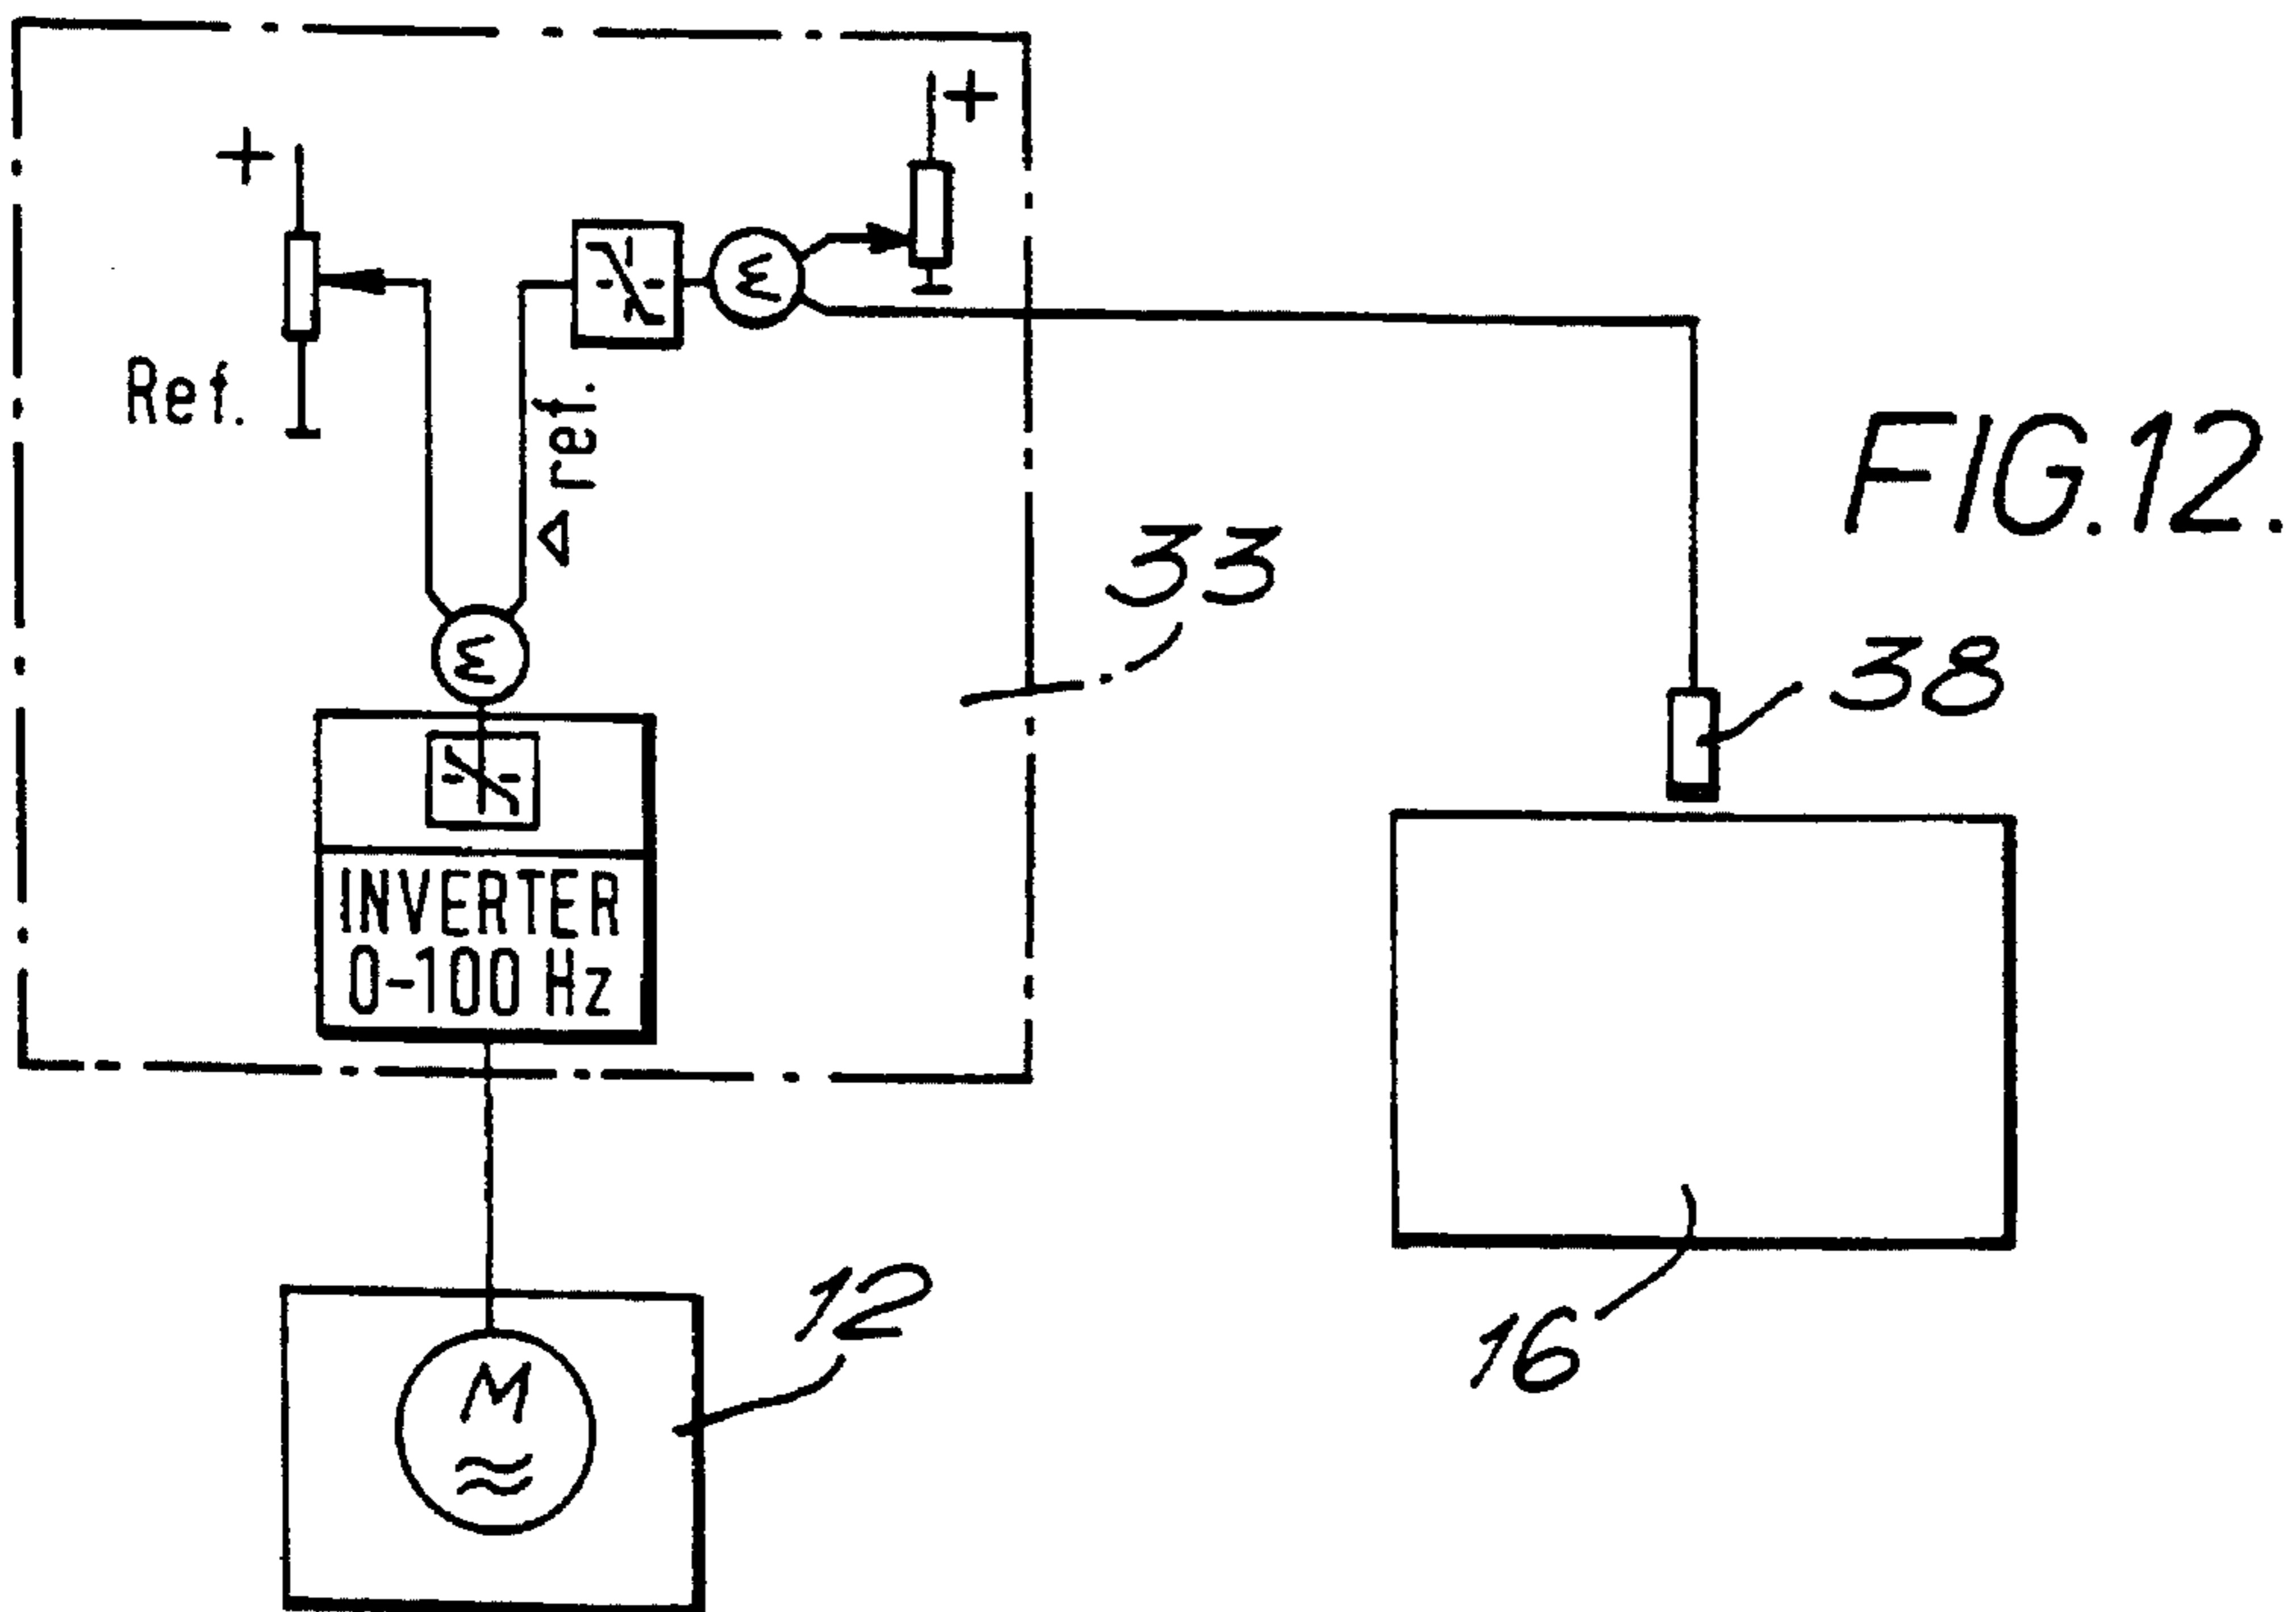 +
+
Ref.
Δ ref.
Σ
Σ
FIG.12.
33
38
INVERTER
0-100 Hz
12
M
≈
16